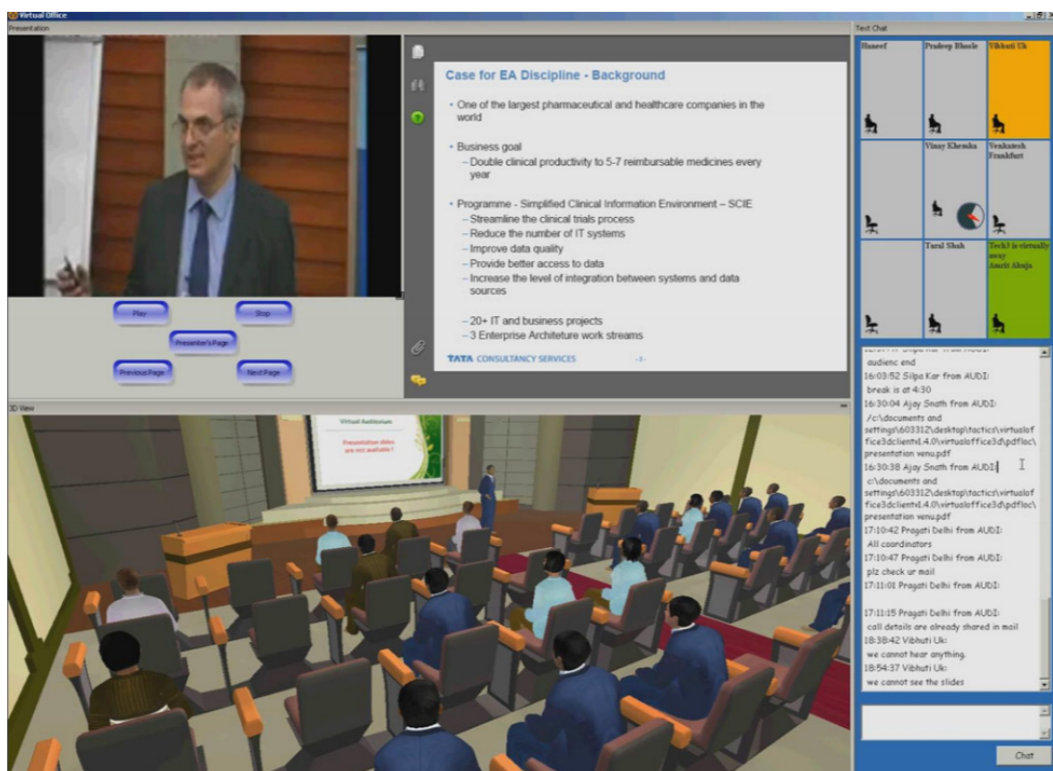 Virtual Office
Presentation
Play
Stop
Presenter's Page
Previous Page
Next Page
Case for EA Discipline - Background
• One of the largest pharmaceutical and healthcare companies in the
world
• Business goal
– Double clinical productivity to 5-7 reimbursable medicines every
year
• Programme - Simplified Clinical Information Environment – SCIE
– Streamline the clinical trials process
– Reduce the number of IT systems
– Improve data quality
– Provide better access to data
– Increase the level of integration between systems and data
sources
– 20+ IT and business projects
– 3 Enterprise Architeture work streams
TATA CONSULTANCY SERVICES
3D View
Virtual Auditorium
Presentation slides
are not available !
Text Chat
Haneef
Pradeep Bhosle
Vibhuti Uk
Vinay Khemka
Venkatesh
Frankfurt
Tarul Shah
Tech3 is virtually
away
Amrit Ahuja
audienc end
16:03:52 Silpa Kar from AUDI:
break is at 4:30
16:30:04 Ajay Snath from AUDI:
/c:\documents and
settings\603312\desktop\tactics\virtualof
fice3dclientv1.4.0\virtualoffice3d\pdfloc\
presentation venu.pdf
16:30:38 Ajay Snath from AUDI:
c:\documents and
settings\603312\desktop\tactics\virtualof
fice3dclientv1.4.0\virtualoffice3d\pdfloc\
presentation venu.pdf
17:10:42 Pragati Delhi from AUDI:
All coordinators
17:10:47 Pragati Delhi from AUDI:
plz check ur mail
17:11:01 Pragati Delhi from AUDI:
17:11:15 Pragati Delhi from AUDI:
call details are already shared in mail
18:38:42 Vibhuti Uk:
we cannot hear anything.
18:54:37 Vibhuti Uk:
we cannot see the slides
Chat